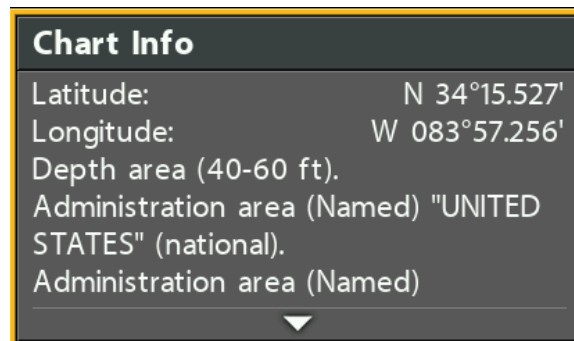 Chart Info
Latitude: N 34°15.527'
Longitude: W 083°57.256'
Depth area (40-60 ft).
Administration area (Named) "UNITED
STATES" (national).
Administration area (Named)